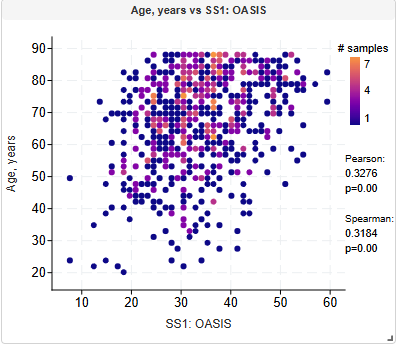 Age, years vs SS1: OASIS
# samples
7
4
1
Pearson:
0.3276
p=0.00
Spearman:
0.3184
p=0.00
Age, years
90
80
70
60
50
40
30
20
10 20 30 40 50 60
SS1: OASIS